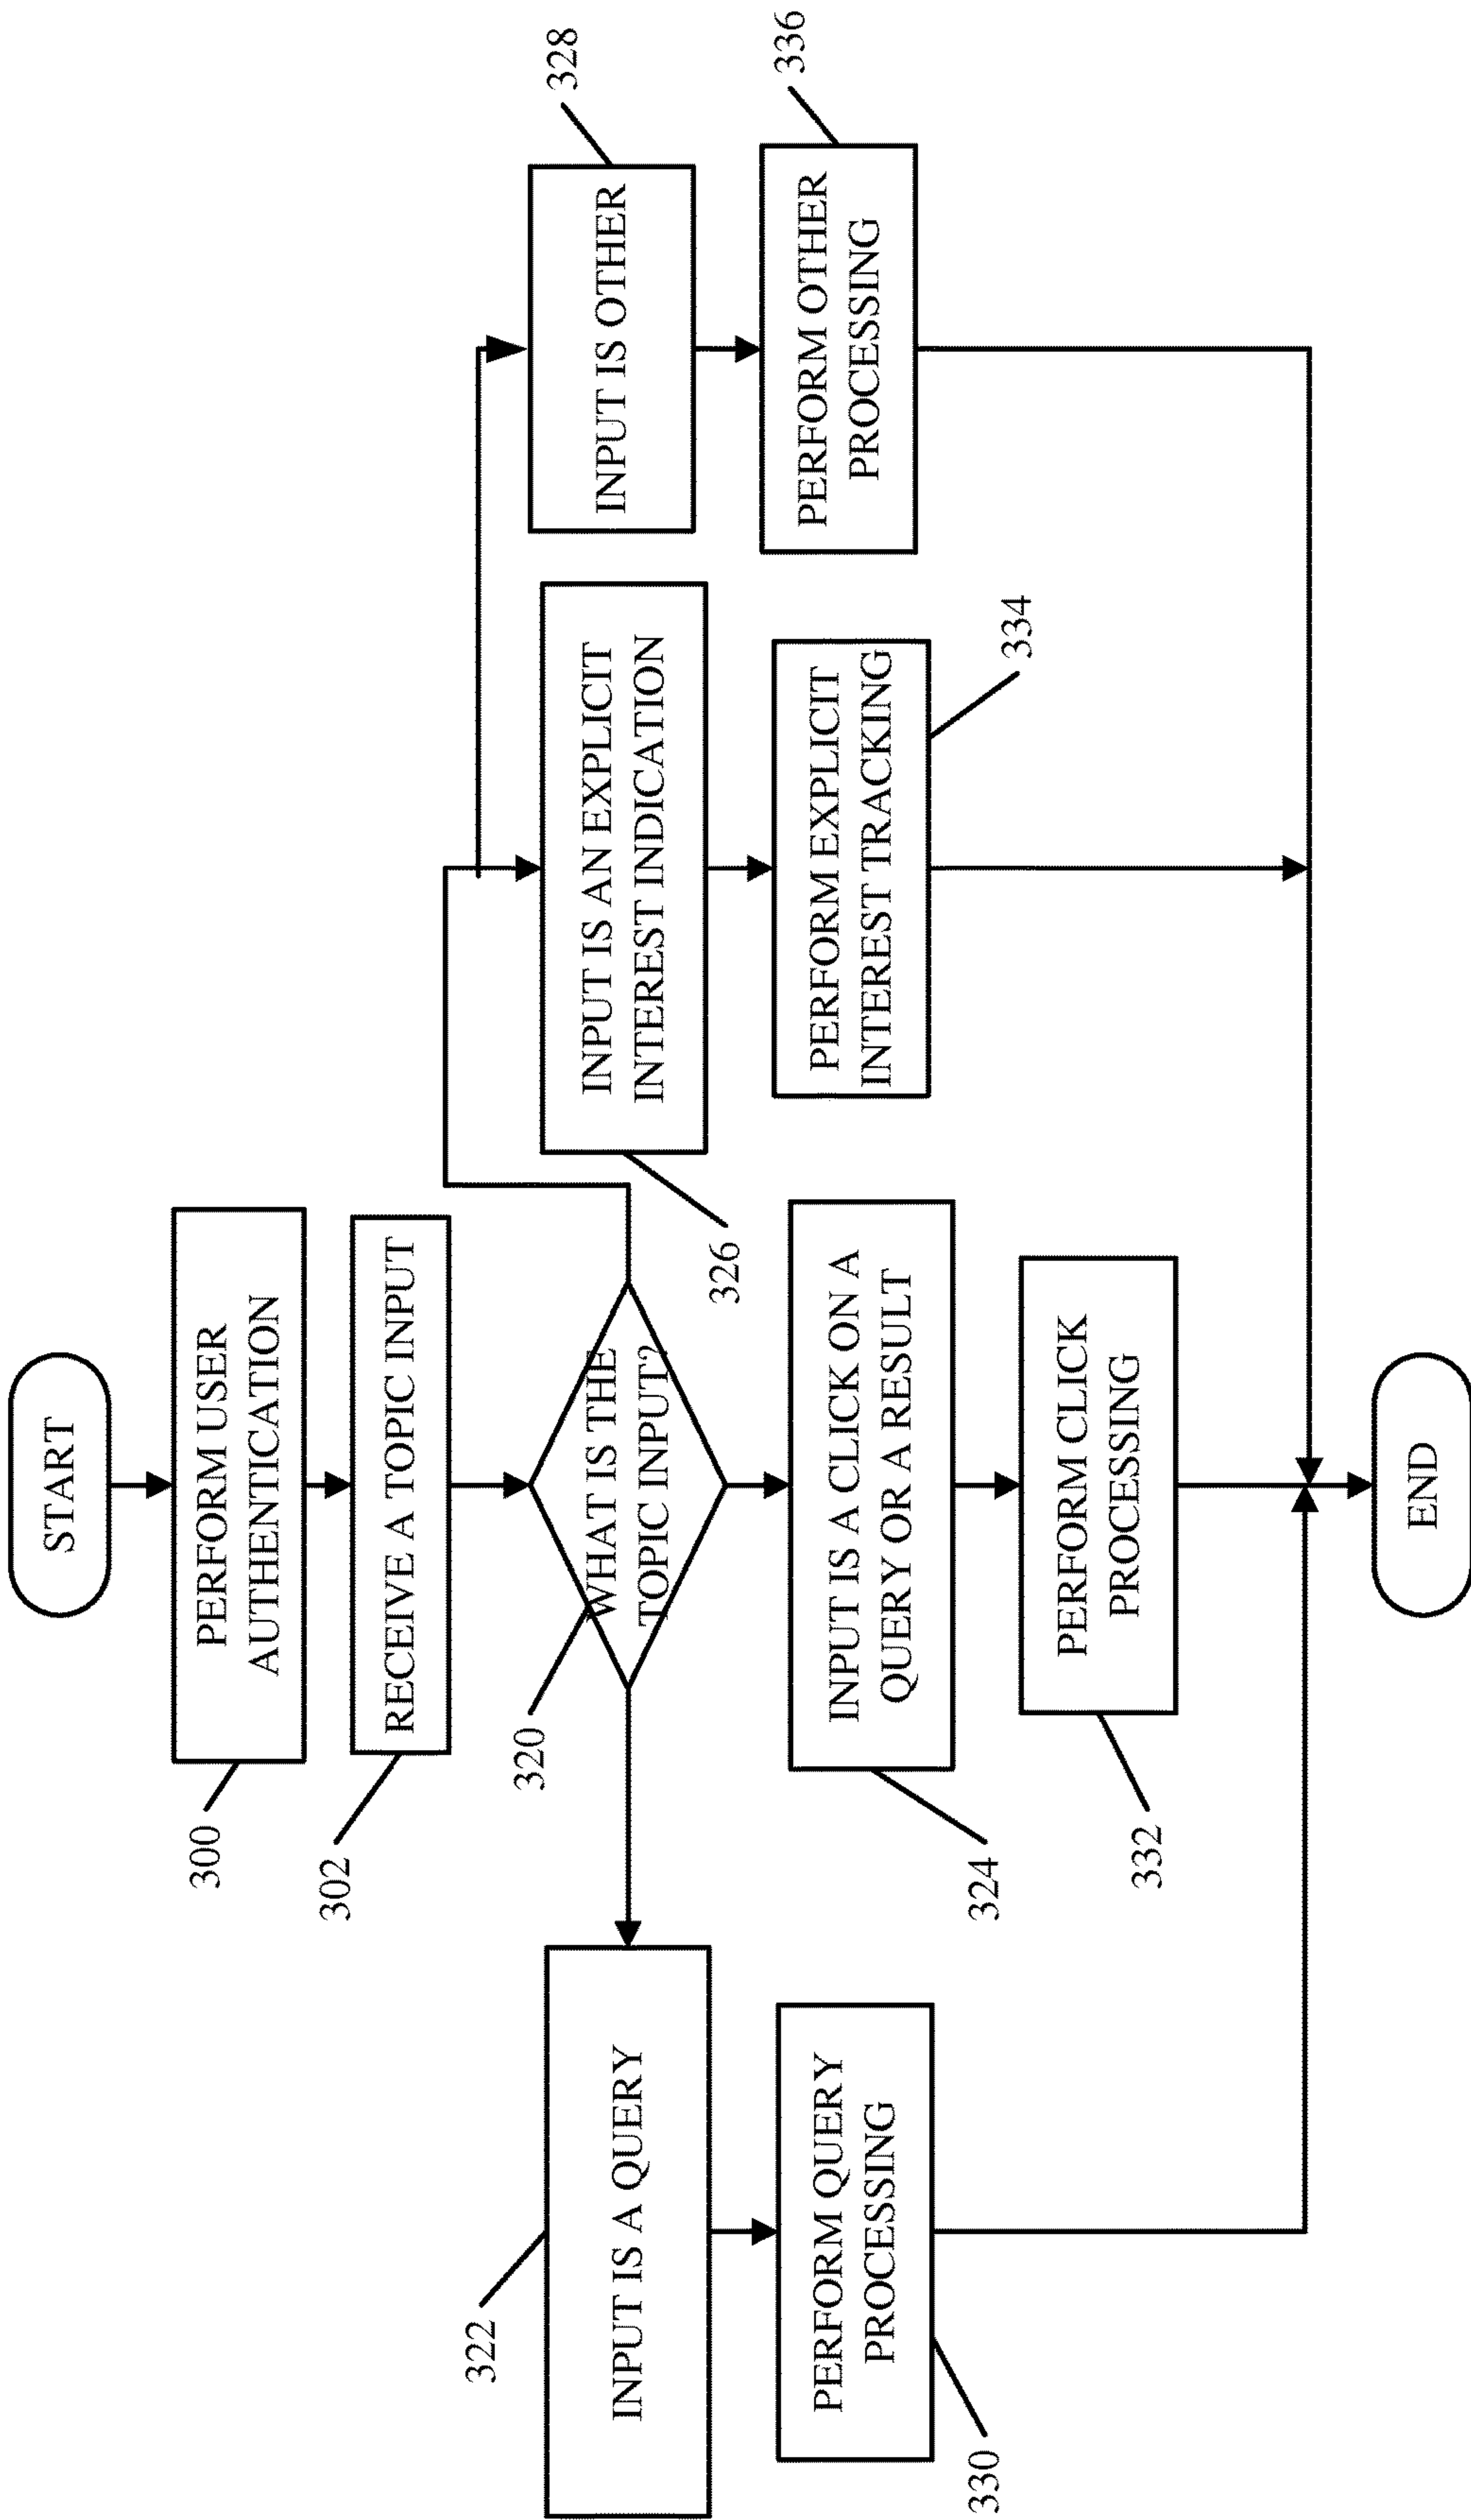 START
PERFORM USER
AUTHENTICATION
300
RECEIVE A TOPIC INPUT
302
WHAT IS THE
TOPIC INPUT?
320
322
INPUT IS A QUERY
PERFORM QUERY
PROCESSING
330
INPUT IS A CLICK ON A
QUERY OR A RESULT
324
PERFORM CLICK
PROCESSING
332
INPUT IS AN EXPLICIT
INTEREST INDICATION
326
PERFORM EXPLICIT
INTEREST TRACKING
334
328
INPUT IS OTHER
336
PERFORM OTHER
PROCESSING
END